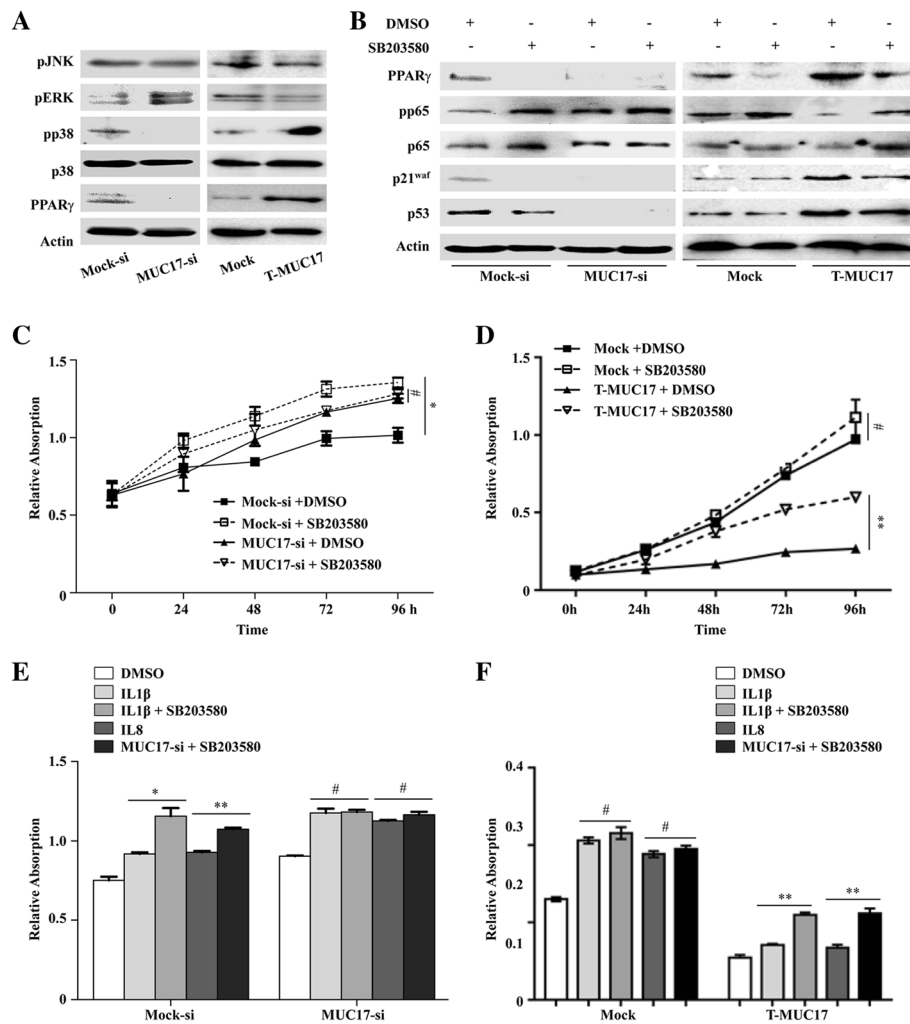 A
pJNK
pERK
pp38
p38
PPARγ
Actin
Mock-si MUC17-si Mock T-MUC17
B
DMSO + - + - + - + -
SB203580 - + - + - + - +
PPARγ
pp65
p65
p21waf
p53
Actin
Mock-si MUC17-si Mock T-MUC17
C
Relative Absorption
1.5
1.0
0.5
0
# *
Mock-si +DMSO
Mock-si + SB203580
MUC17-si + DMSO
MUC17-si + SB203580
0 24 48 72 96 h
Time
D
Mock +DMSO
Mock + SB203580
T-MUC17 + DMSO
T-MUC17 + SB203580
Relative Absorption
1.5
1.0
0.5
0
#
**
0h 24h 48h 72h 96h
Time
E
DMSO
IL1β
IL1β + SB203580
IL8
MUC17-si + SB203580
Relative Absorption
1.5
1.0
0.5
0
* ** # #
Mock-si MUC17-si
F
DMSO
IL1β
IL1β + SB203580
IL8
MUC17-si + SB203580
Relative Absorption
0.4
0.3
0.2
0.1
0
# # ** **
Mock T-MUC17